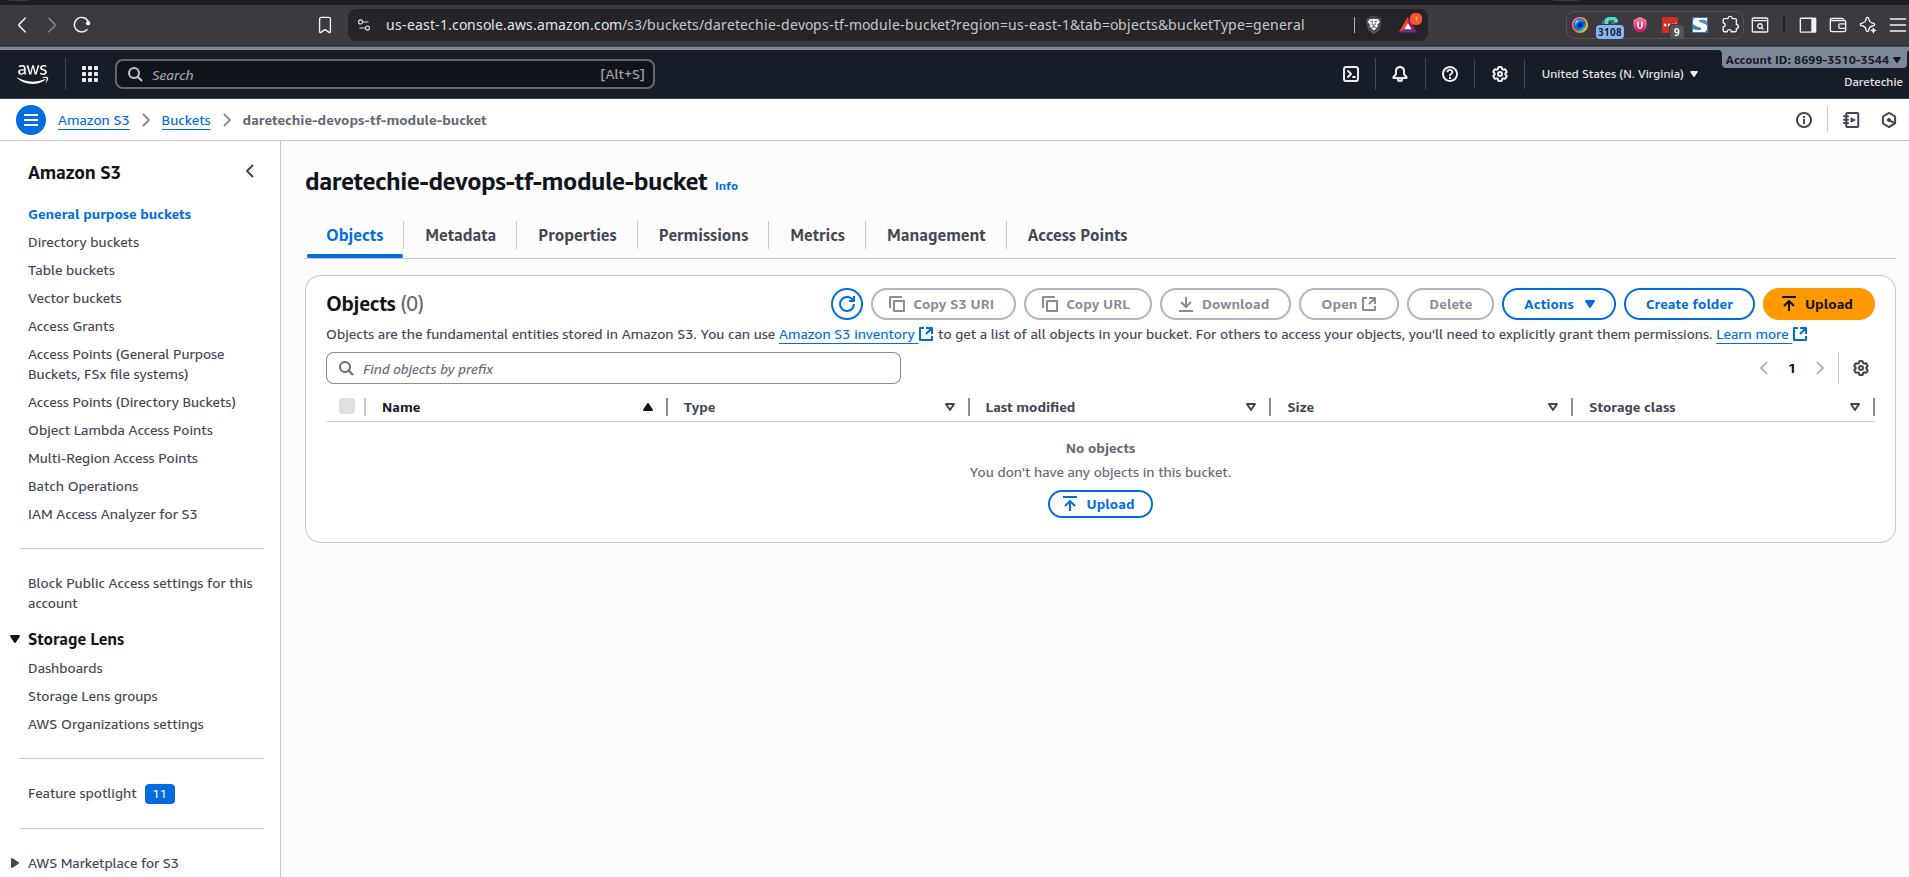 us-east-1.console.aws.amazon.com/s3/buckets/daretechie-devops-tf-module-bucket?region=us-east-1&tab=objects&bucketType=general
3108
9
aws
Search
[Alt+S]
United States (N. Virginia)
Account ID: 8699-3510-3544
Daretechie
Amazon S3
Buckets
daretechie-devops-tf-module-bucket
Amazon S3
General purpose buckets
Directory buckets
Table buckets
Vector buckets
Access Grants
Access Points (General Purpose
Buckets, FSx file systems)
Access Points (Directory Buckets)
Object Lambda Access Points
Multi-Region Access Points
Batch Operations
IAM Access Analyzer for S3
Block Public Access settings for this
account
Storage Lens
Dashboards
Storage Lens groups
AWS Organizations settings
Feature spotlight 11
AWS Marketplace for S3
daretechie-devops-tf-module-bucket Info
Objects
Metadata
Properties
Permissions
Metrics
Management
Access Points
Objects (0)
Copy S3 URI
Copy URL
Download
Open
Delete
Actions
Create folder
Upload
Objects are the fundamental entities stored in Amazon S3. You can use Amazon S3 inventory to get a list of all objects in your bucket. For others to access your objects, you'll need to explicitly grant them permissions. Learn more
Find objects by prefix
1
Name
Type
Last modified
Size
Storage class
No objects
You don't have any objects in this bucket.
Upload